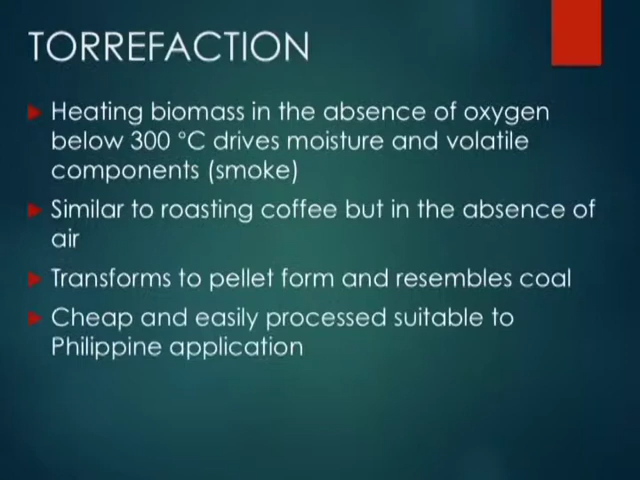 TORREFACTION
Heating biomass in the absence of oxygen
below 300 °C drives moisture and volatile
components (smoke)
Similar to roasting coffee but in the absence of
air
Transforms to pellet form and resembles coal
Cheap and easily processed suitable to
Philippine application